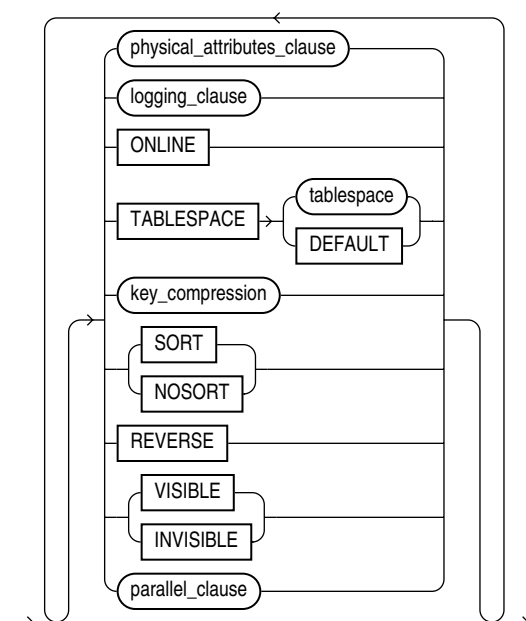 physical_attributes_clause
logging_clause
ONLINE
tablespace
TABLESPACE
DEFAULT
key_compression
SORT
NOSORT
REVERSE
VISIBLE
INVISIBLE
parallel_clause